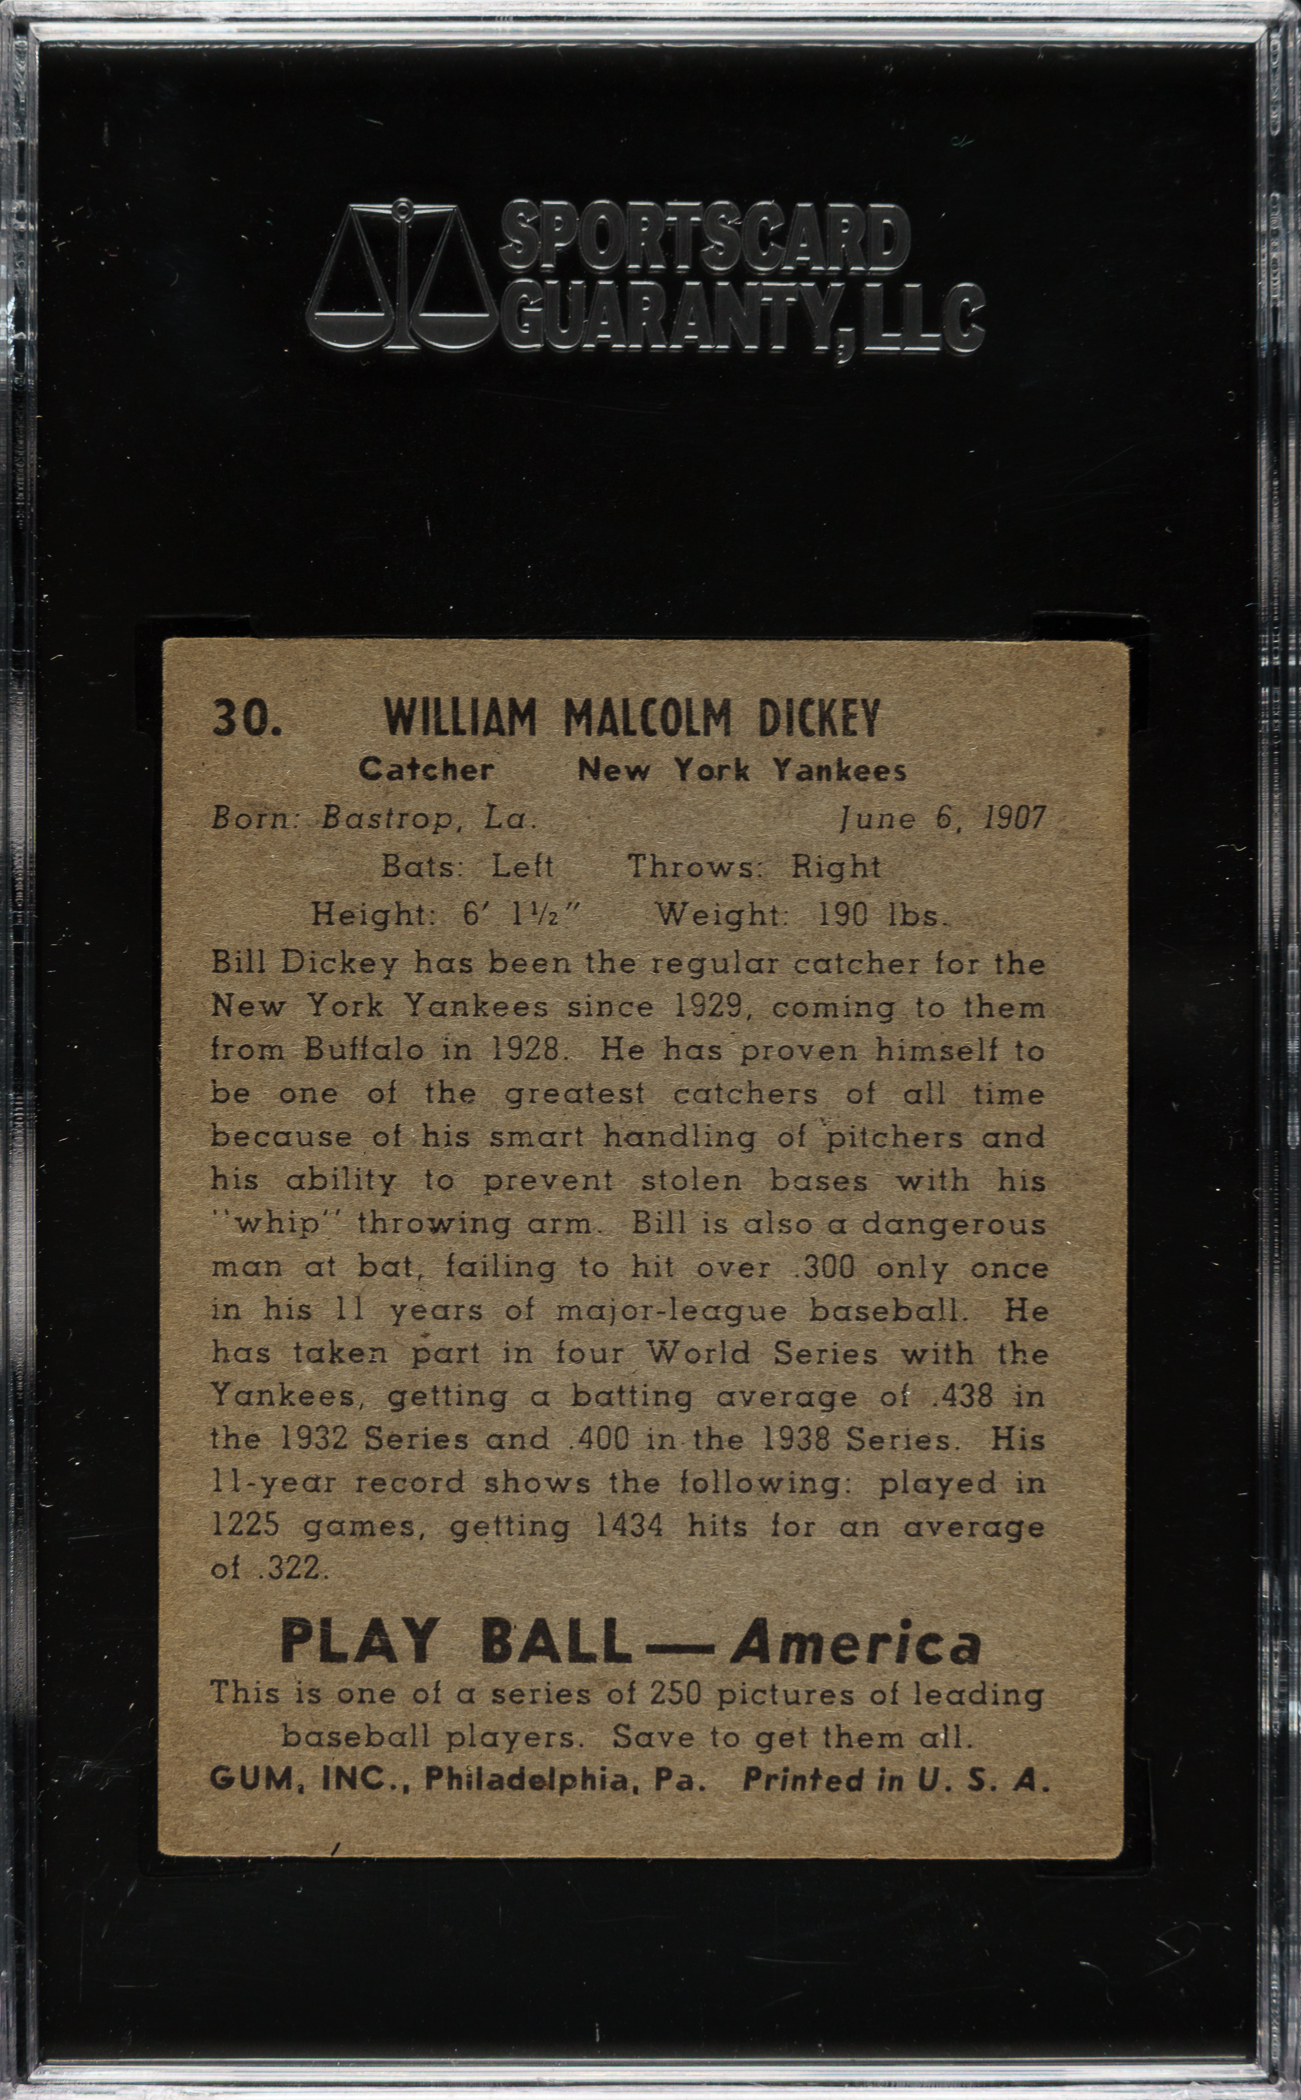 SPORTSCARD
GUARANTY, LLC
30. WILLIAM MALCOLM DICKEY
Catcher New York Yankees
Born: Bastrop, La. June 6, 1907
Bats: Left Throws: Right
Height: 6′ 1½″ Weight: 190 lbs.
Bill Dickey has been the regular catcher for the
New York Yankees since 1929, coming to them
from Buffalo in 1928. He has proven himself to
be one of the greatest catchers of all time
because of his smart handling of pitchers and
his ability to prevent stolen bases with his
"whip" throwing arm. Bill is also a dangerous
man at bat, failing to hit over .300 only once
in his 11 years of major-league baseball. He
has taken part in four World Series with the
Yankees, getting a batting average of .438 in
the 1932 Series and .400 in the 1938 Series. His
11-year record shows the following: played in
1225 games, getting 1434 hits for an average
of .322.
PLAY BALL — America
This is one of a series of 250 pictures of leading
baseball players. Save to get them all.
GUM, INC., Philadelphia, Pa. Printed in U. S. A.